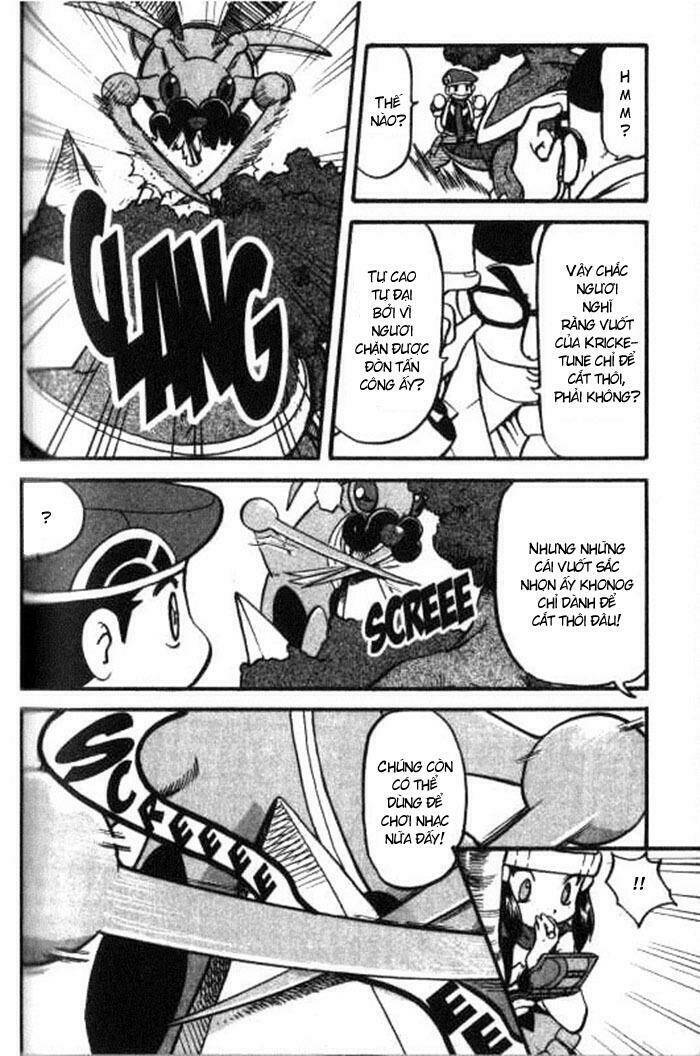 HMM?
THẾ
NÀO?
VẬY CHẮC
NGƯƠI
NGHĨ
RẰNG VUỐT
CỦA KRICKE-
TUNE CHỈ ĐỂ
CẮT THÔI,
PHẢI KHÔNG?
TỰ CAO
TỰ ĐẠI
BỞI VÌ
NGƯƠI
CHẶN ĐƯỢC
ĐÒN TẤN
CÔNG ẤY?
CLANG
NHƯNG NHỮNG
CÁI VUỐT SẮC
NHỌN ẤY KHONOG
CHỈ DÀNH ĐỂ
CẮT THÔI ĐÂU!
SCREEE
?
CHÚNG CÒN
CÓ THỂ
DÙNG ĐỂ
CHƠI NHẠC
NỮA ĐẤY!
SCREEEEEEEE
!!